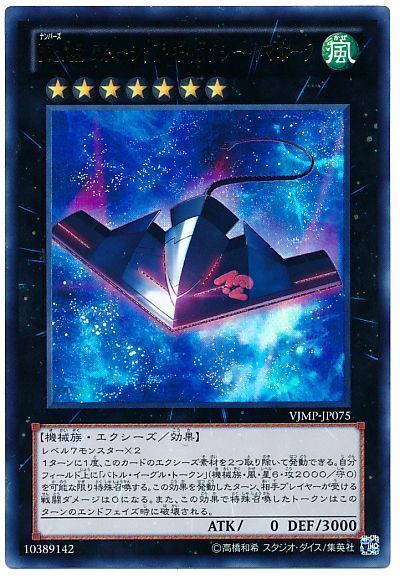 ナンバーズ
風
かぜ
VJMP-JP075
【機械族・エクシーズ/効果】
レベル7モンスター×2
1ターンに1度、このカードのエクシーズ素材を2つ取り除いて発動できる。自分
フィールド上に「バトル・イーグル・トークン」(機械族・風・星6・攻2000/守0)
を可能な限り特殊召喚する。この効果を発動したターン、相手プレイヤーが受ける
戦闘ダメージは0になる。また、この効果で特殊召喚したトークンはこの
ターンのエンドフェイズ時に破壊される。
ATK/ 0 DEF/3000
10389142
©高橋和希 スタジオ・ダイス/集英社